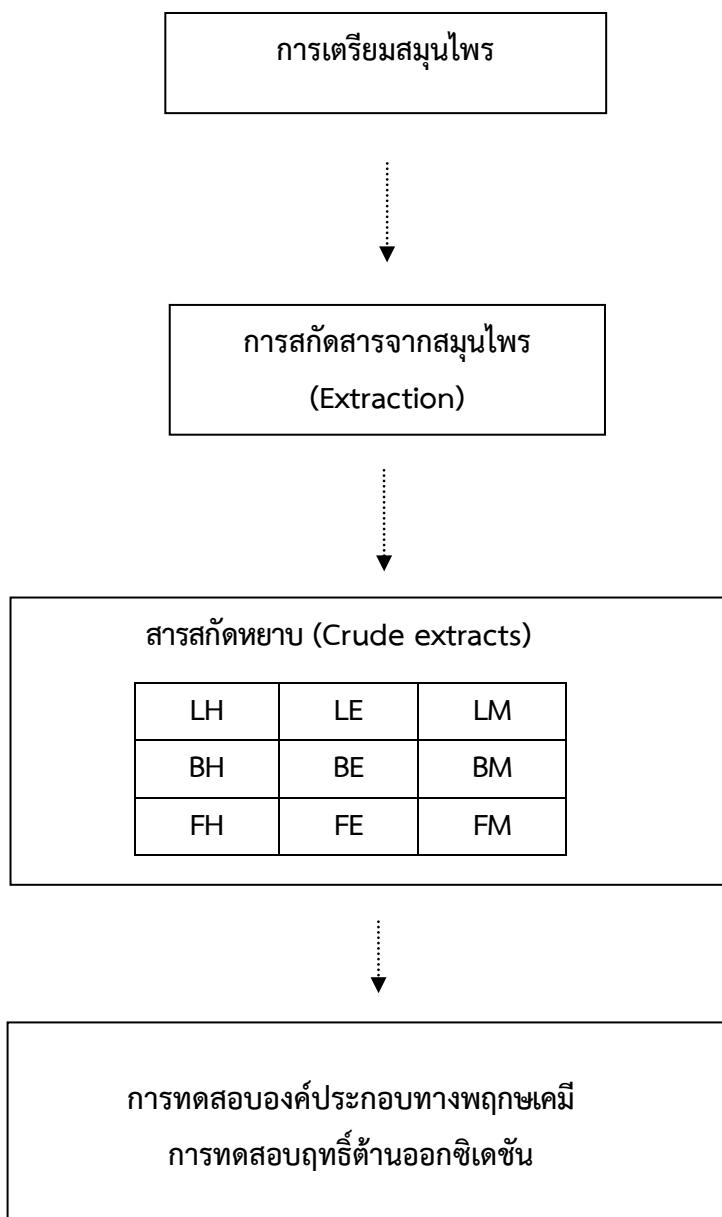 การเตรียมสมุนไพร
การสกัดสารจากสมุนไพร
(Extraction)
สารสกัดหยาบ (Crude extracts)
LH LE LM
BH BE BM
FH FE FM
การทดสอบองค์ประกอบทางพฤกษเคมี
การทดสอบฤทธิ์ต้านออกซิเดชัน